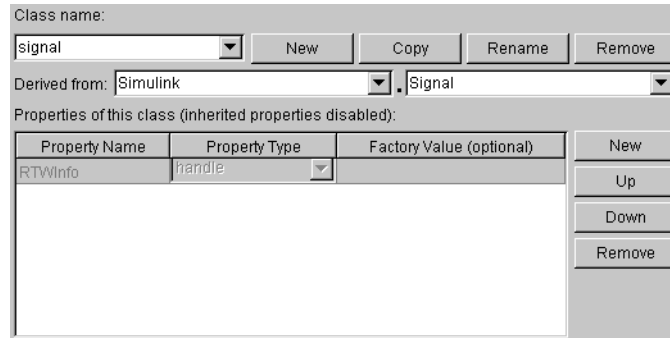 Class name:
signal New Copy Rename Remove
Derived from: Simulink . Signal
Properties of this class (inherited properties disabled):
Property Name Property Type Factory Value (optional) New
RTWInfo handle
Up
Down
Remove